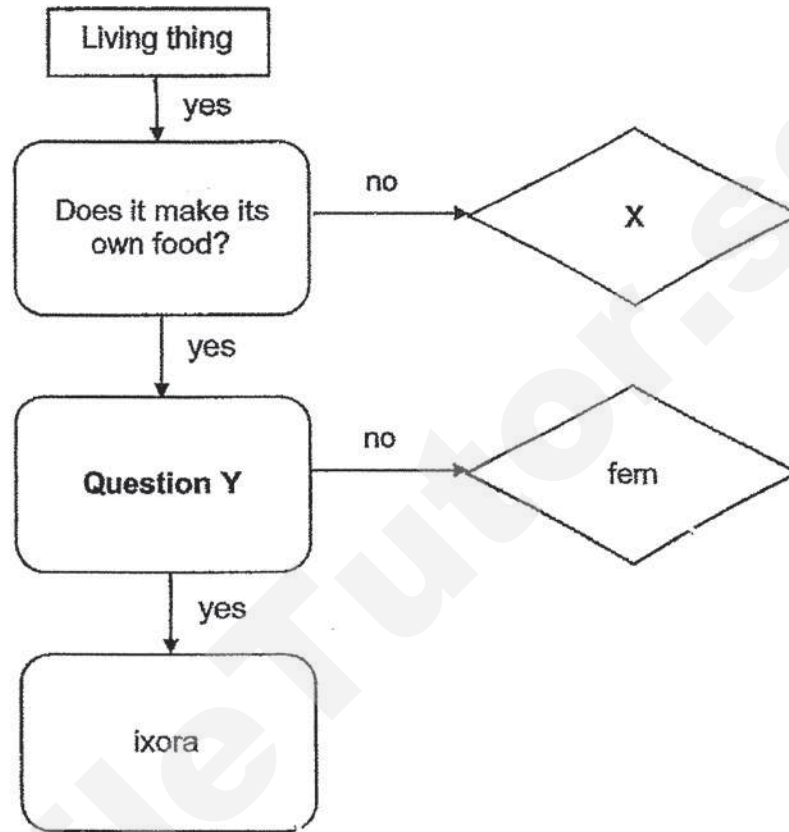 Living thing
yes
Does it make its
own food?
no
X
yes
Question Y
no
fern
yes
ixora